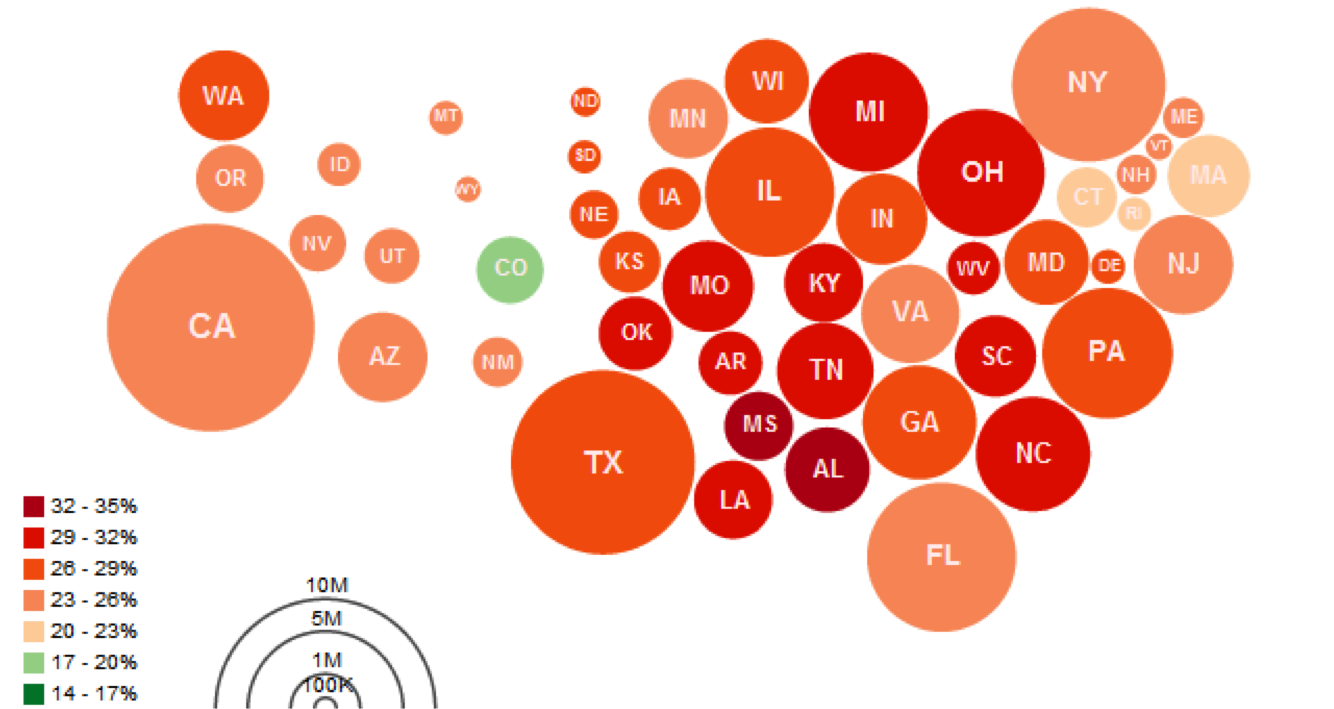 NY
WI
WA
ND
MI
MT
MN
ME
VT
SD
ID
OR
OH
NH
MA
WY
IL
IA
CT
RI
NE
IN
NV
UT
CO
KS
MO
KY
WV
MD
DE
NJ
CA
OK
VA
AZ
NM
AR
TN
SC
PA
MS
GA
TX
AL
NC
LA
FL
32 - 35%
29 - 32%
26 - 29%
23 - 26%
20 - 23%
17 - 20%
14 - 17%
10M
5M
1M
100K